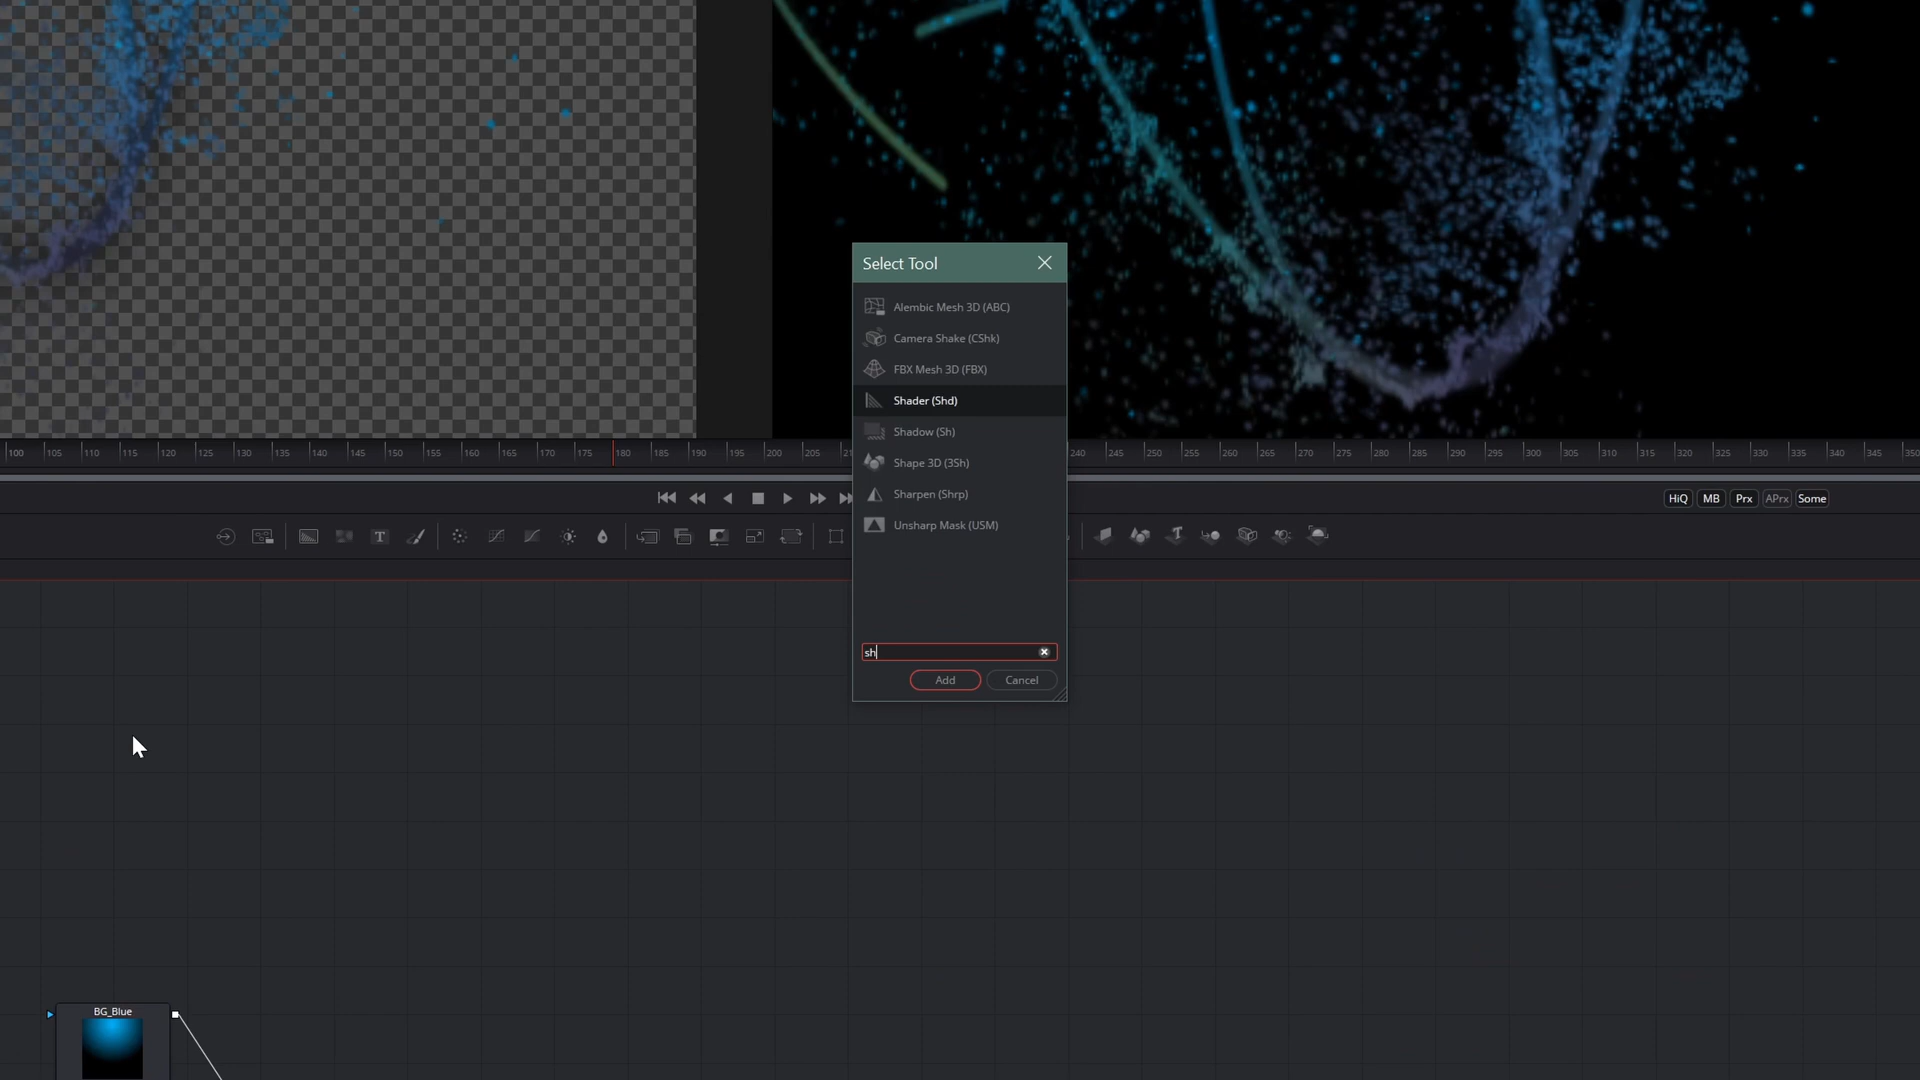 Select Tool
Alembic Mesh 3D (ABC)
Camera Shake (CShk)
FBX Mesh 3D (FBX)
Shader (Shd)
Shadow (Sh)
Shape 3D (3Sh)
Sharpen (Shrp)
Unsharp Mask (USM)
sh
Add Cancel
100 105 110 115 120 125 130 135 140 145 150 155 160 165 170 175 180 185 190 195 200 205 240 245 250 255 260 265 270 275 280 285 290 295 300 305 310 315 320 325 330 335 340 345 350
HiQ MB Prx APrx Some
T
BG_Blue